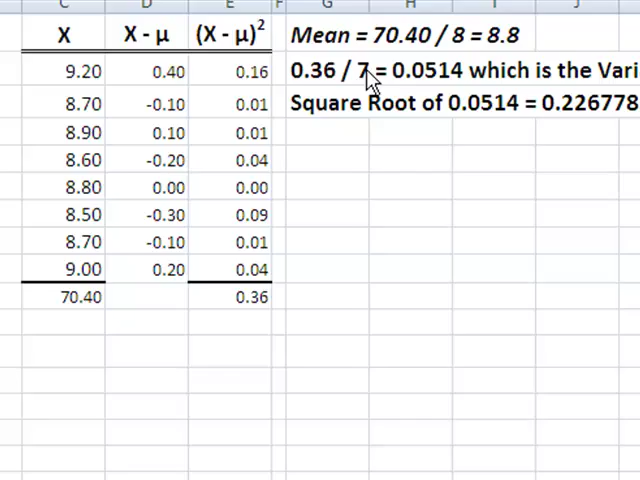 C D E F G H I J
X X - μ (X - μ)² Mean = 70.40 / 8 = 8.8
9.20 0.40 0.16 0.36 / 7 = 0.0514 which is the Vari
8.70 -0.10 0.01 Square Root of 0.0514 = 0.226778
8.90 0.10 0.01
8.60 -0.20 0.04
8.80 0.00 0.00
8.50 -0.30 0.09
8.70 -0.10 0.01
9.00 0.20 0.04
70.40 0.36